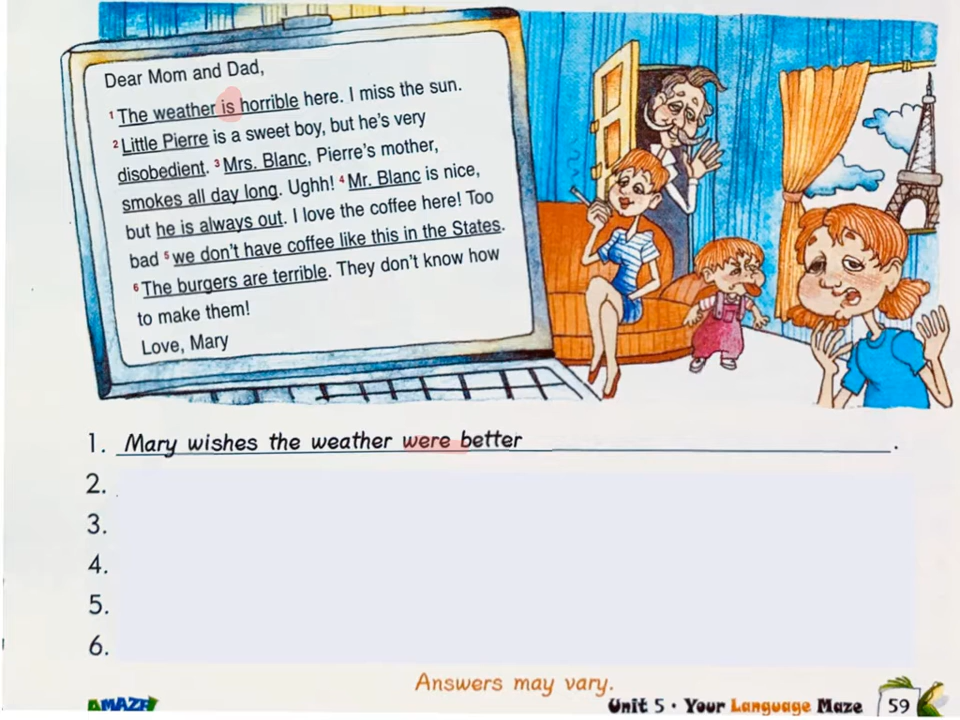 Dear Mom and Dad,
1 The weather is horrible here. I miss the sun.
2 Little Pierre is a sweet boy, but he's very
disobedient. 3 Mrs. Blanc, Pierre's mother,
smokes all day long. Ughh! 4 Mr. Blanc is nice,
but he is always out. I love the coffee here! Too
bad 5 we don't have coffee like this in the States.
6 The burgers are terrible. They don't know how
to make them!
Love, Mary
1. Mary wishes the weather were better.
2.
3.
4.
5.
6.
Answers may vary.
AMAZE Unit 5 · Your Language Maze 59